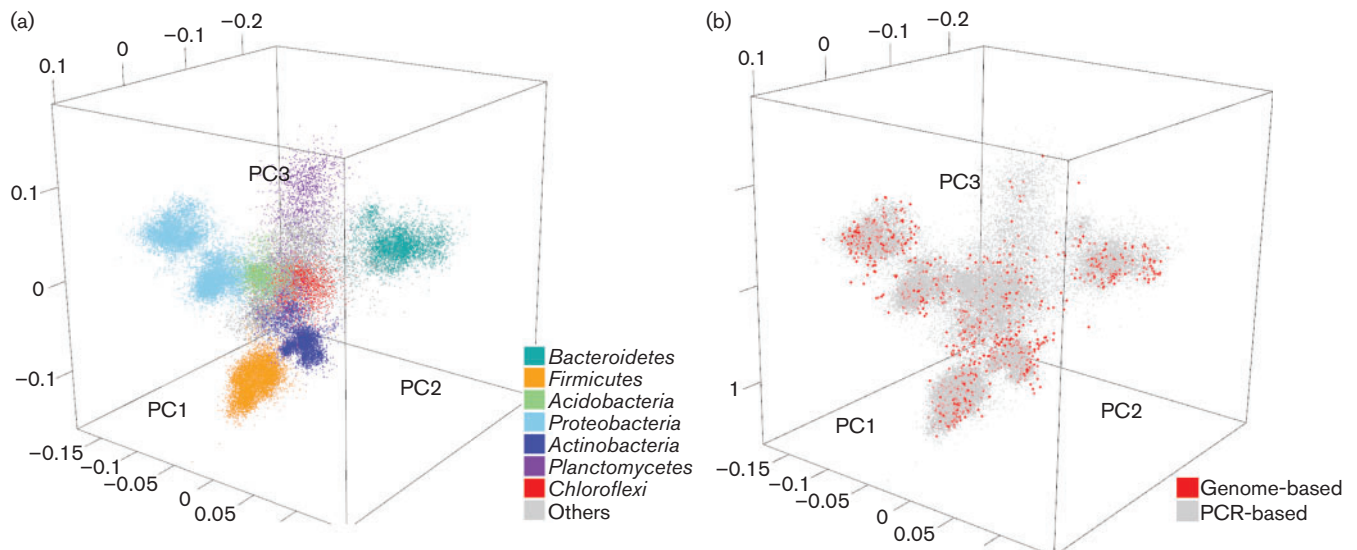 (a)
−0.2
−0.1
0
0.1
PC3
0.1
0
−0.1
PC1
PC2
−0.15
−0.1
−0.05
0
0.05
Bacteroidetes
Firmicutes
Acidobacteria
Proteobacteria
Actinobacteria
Planctomycetes
Chloroflexi
Others
(b)
−0.2
−0.1
0
0.1
PC3
1
PC1
PC2
−0.15
−0.1
−0.05
0
0.05
Genome-based
PCR-based